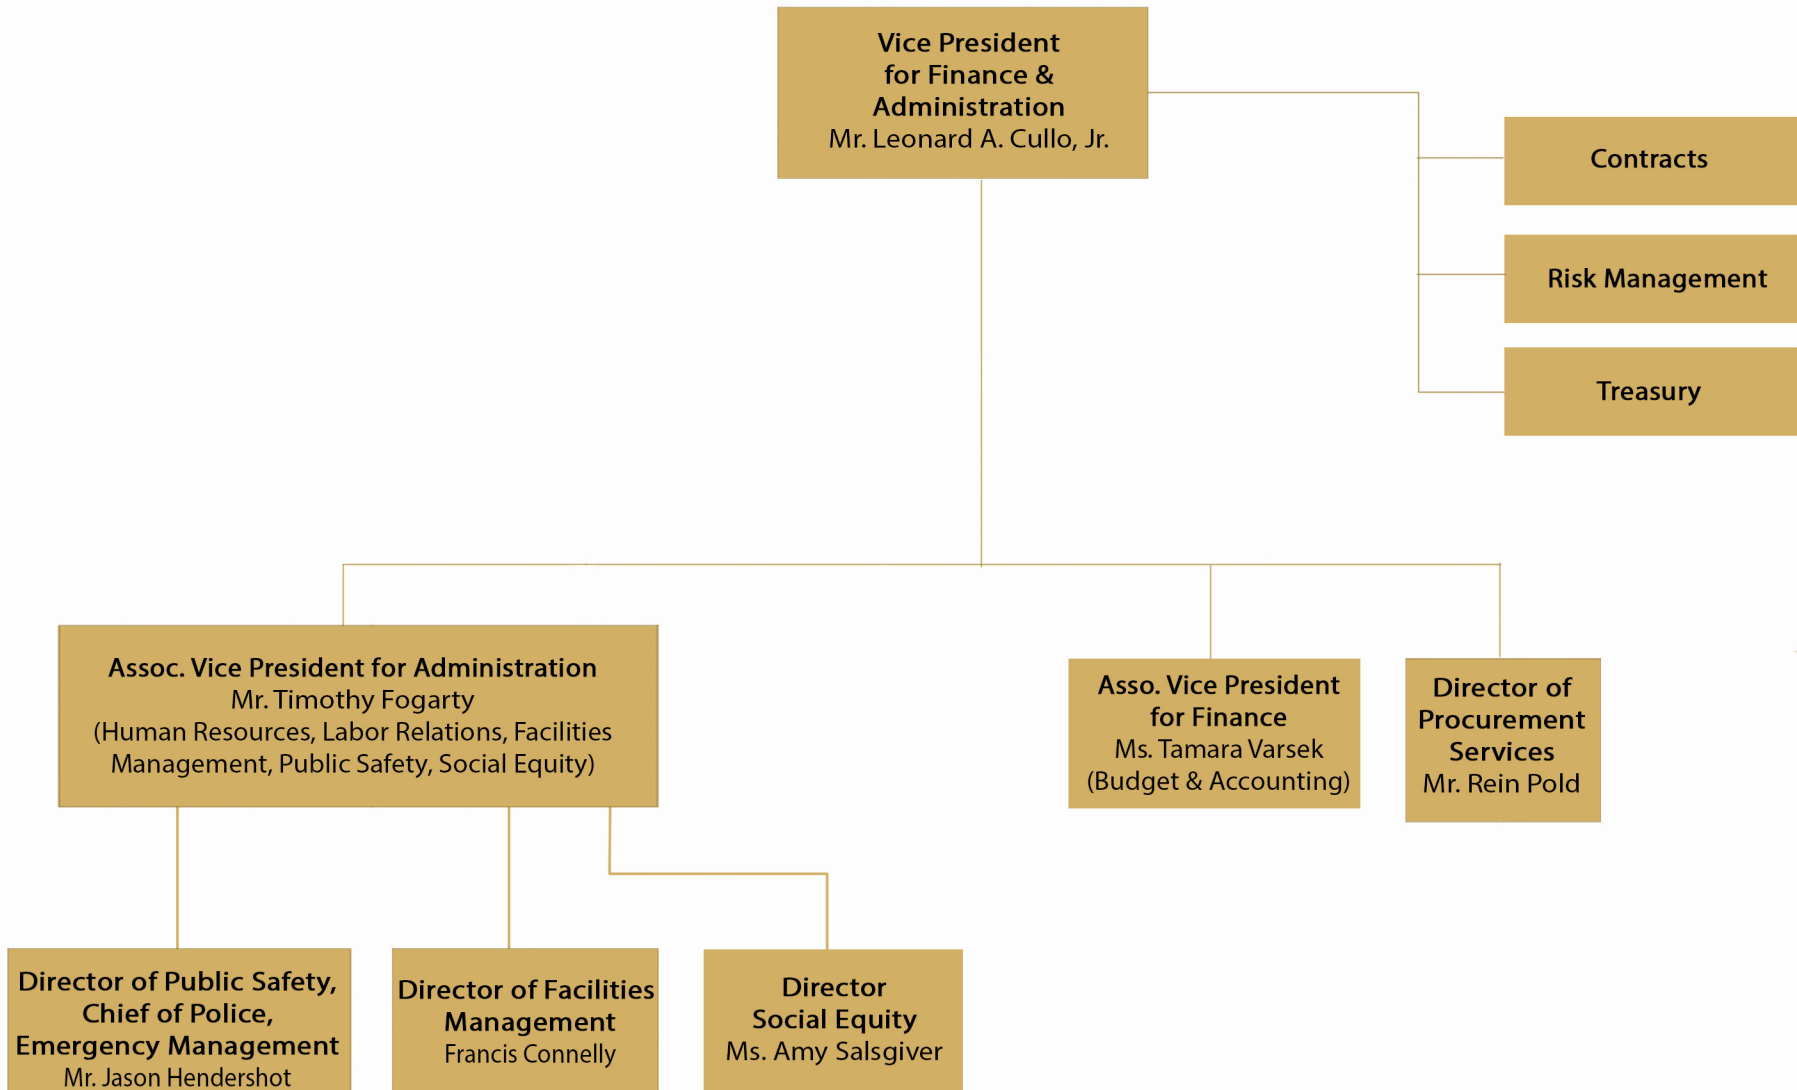 Vice President
for Finance &
Administration
Mr. Leonard A. Cullo, Jr.
Contracts
Risk Management
Treasury
Assoc. Vice President for Administration
Mr. Timothy Fogarty
(Human Resources, Labor Relations, Facilities
Management, Public Safety, Social Equity)
Asso. Vice President
for Finance
Ms. Tamara Varsek
(Budget & Accounting)
Director of
Procurement
Services
Mr. Rein Pold
Director of Public Safety,
Chief of Police,
Emergency Management
Mr. Jason Hendershot
Director of Facilities
Management
Francis Connelly
Director
Social Equity
Ms. Amy Salsgiver